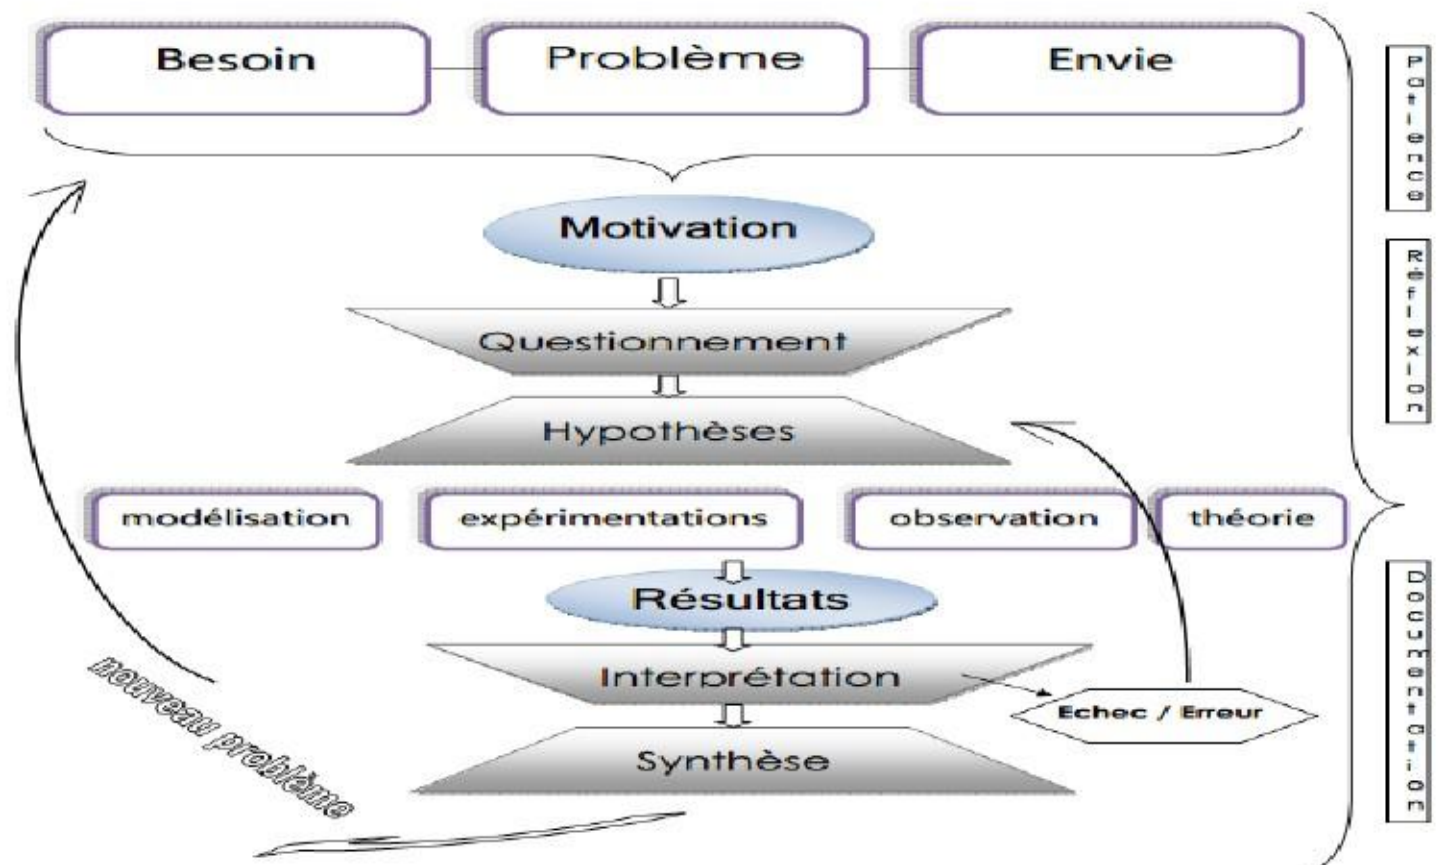 Besoin
Problème
Envie
Motivation
Questionnement
Hypothèses
modélisation
expérimentations
observation
théorie
Résultats
Interprétation
Echec / Erreur
Synthèse
nouveau problème
Patience
Réflexion
Documentation